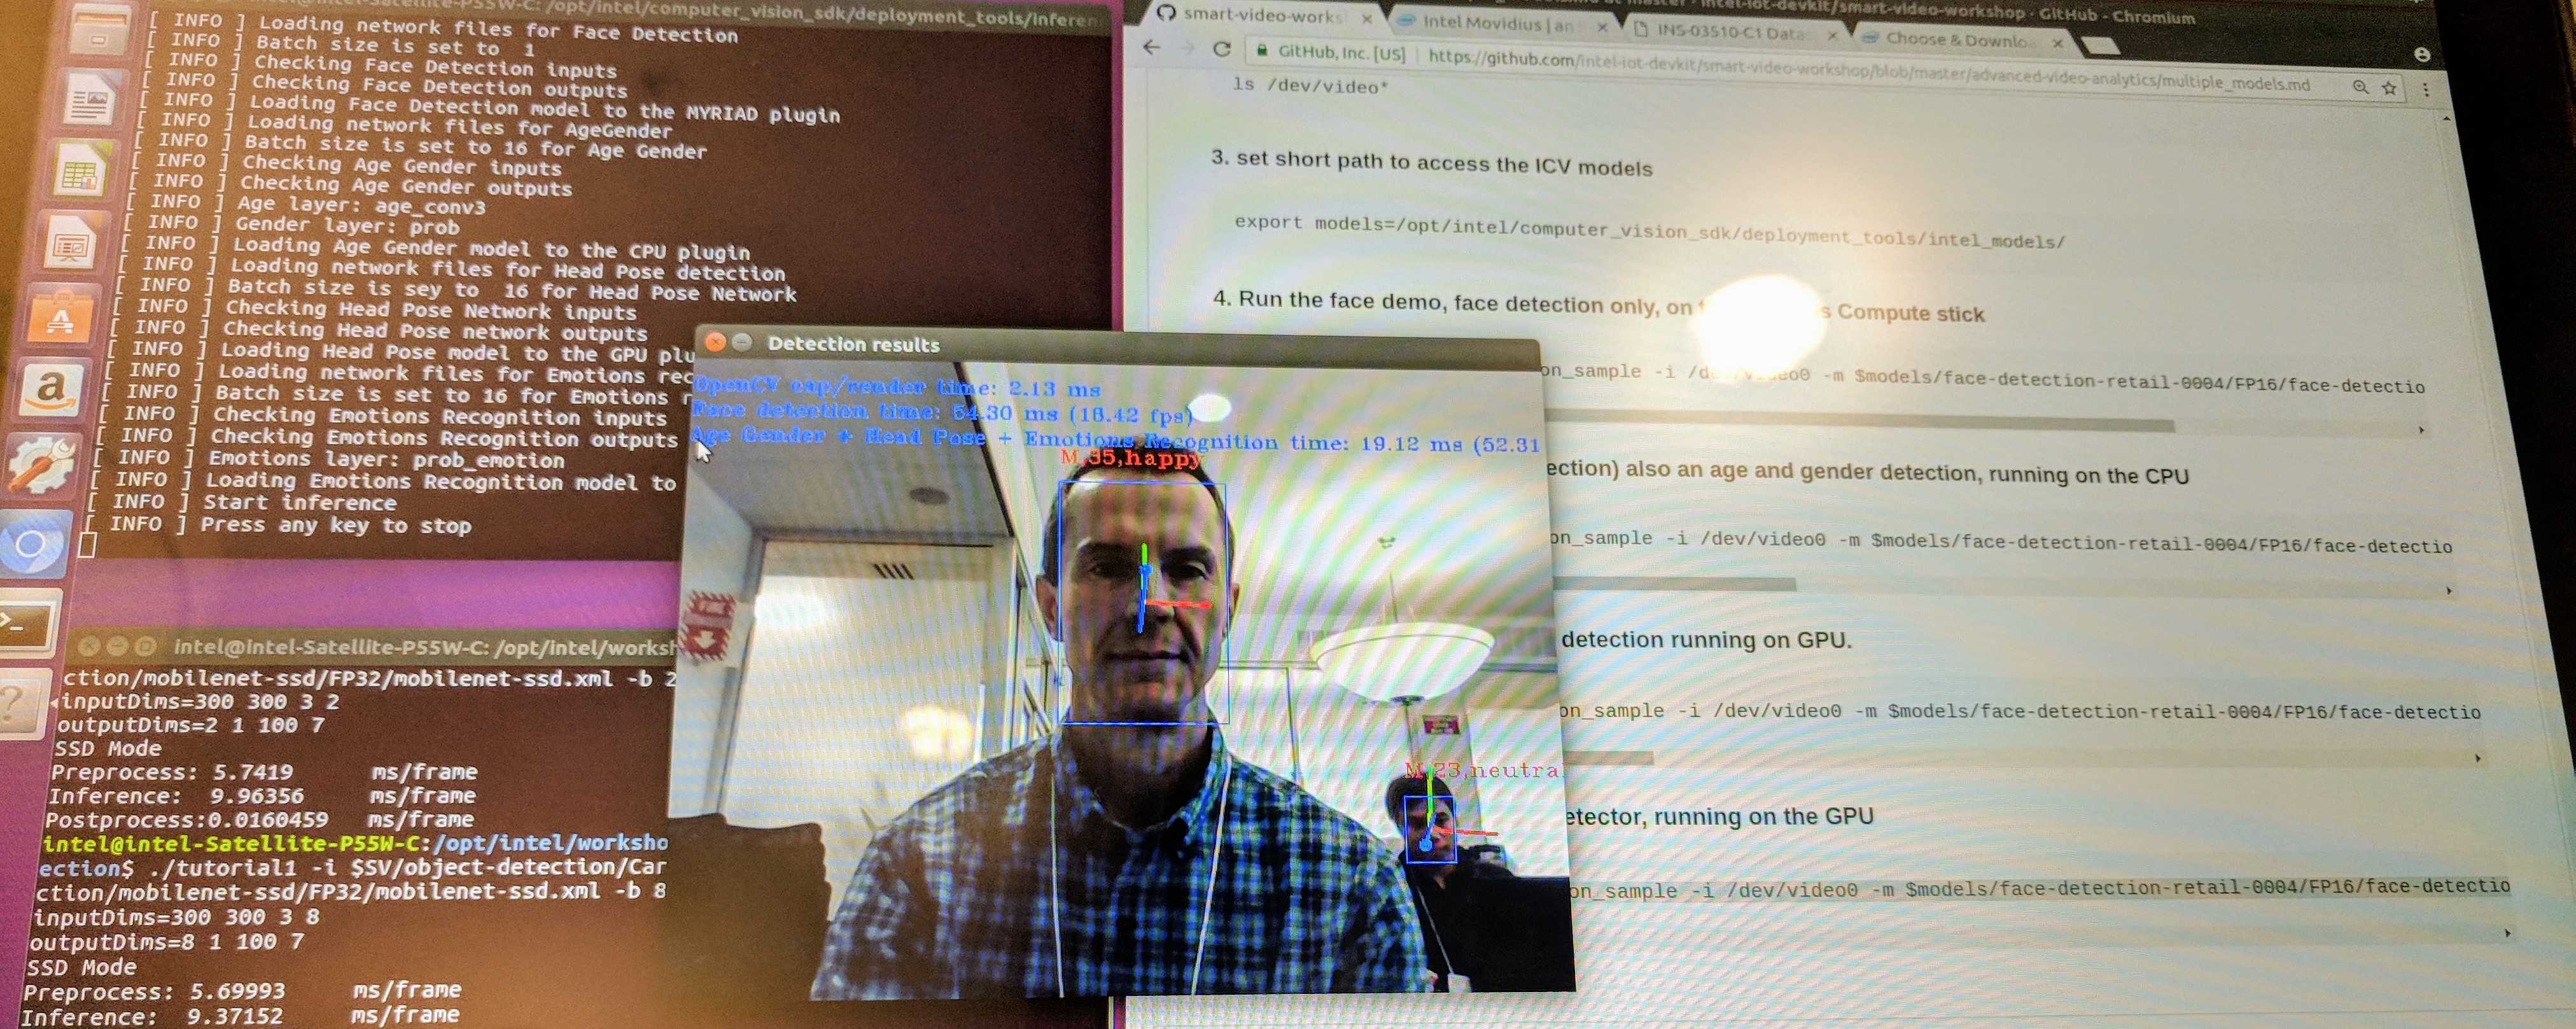 intel@intel-Satellite-P55W-C: /opt/intel/computer_vision_sdk/deployment_tools/inferen
[ INFO ] Loading network files for Face Detection
[ INFO ] Batch size is set to  1
[ INFO ] Checking Face Detection inputs
[ INFO ] Checking Face Detection outputs
[ INFO ] Loading Face Detection model to the MYRIAD plugin
[ INFO ] Loading network files for AgeGender
[ INFO ] Batch size is set to 16 for Age Gender
[ INFO ] Checking Age Gender inputs
[ INFO ] Checking Age Gender outputs
[ INFO ] Age layer: age_conv3
[ INFO ] Gender layer: prob
[ INFO ] Loading Age Gender model to the CPU plugin
[ INFO ] Loading network files for Head Pose detection
[ INFO ] Batch size is sey to  16 for Head Pose Network
[ INFO ] Checking Head Pose Network inputs
[ INFO ] Checking Head Pose network outputs
[ INFO ] Loading Head Pose model to the GPU plu
[ INFO ] Loading network files for Emotions rec
[ INFO ] Batch size is set to 16 for Emotions r
[ INFO ] Checking Emotions Recognition inputs
[ INFO ] Checking Emotions Recognition outputs
[ INFO ] Emotions layer: prob_emotion
[ INFO ] Loading Emotions Recognition model to
[ INFO ] Start inference
[ INFO ] Press any key to stop
intel@intel-Satellite-P55W-C: /opt/intel/worksh
ction/mobilenet-ssd/FP32/mobilenet-ssd.xml -b 2
inputDims=300 300 3 2
outputDims=2 1 100 7
SSD Mode
Preprocess: 5.7419 ms/frame
Inference: 9.96356 ms/frame
Postprocess:0.0160459 ms/frame
intel@intel-Satellite-P55W-C:/opt/intel/worksho
ection$ ./tutorial1 -i $SV/object-detection/Car
ction/mobilenet-ssd/FP32/mobilenet-ssd.xml -b 8
inputDims=300 300 3 8
outputDims=8 1 100 7
SSD Mode
Preprocess: 5.69993 ms/frame
Inference: 9.37152 ms/frame
Detection results
OpenCV cap/render time: 2.13 ms
Face detection time: 54.30 ms (18.42 fps)
Age Gender + Head Pose + Emotions Recognition time: 19.12 ms (52.31
M,35,happy
M,23,neutra
at master · intel-iot-devkit/smart-video-workshop · GitHub - Chromium
smart-video-works
Intel Movidius | an
INS-03510-C1 Data
Choose & Downlo
GitHub, Inc. [US] | https://github.com/intel-iot-devkit/smart-video-workshop/blob/master/advanced-video-analytics/multiple_models.md
ls /dev/video*
3. set short path to access the ICV models
export models=/opt/intel/computer_vision_sdk/deployment_tools/intel_models/
4. Run the face demo, face detection only, on Compute stick
on_sample -i -m $models/face-detection-retail-0004/FP16/face-detectio
ection) also an age and gender detection, running on the CPU
on_sample -i /dev/video0 -m $models/face-detection-retail-0004/FP16/face-detectio
detection running on GPU.
on_sample -i /dev/video0 -m $models/face-detection-retail-0004/FP16/face-detectio
etector, running on the GPU
on_sample -i /dev/video0 -m $models/face-detection-retail-0004/FP16/face-detectio